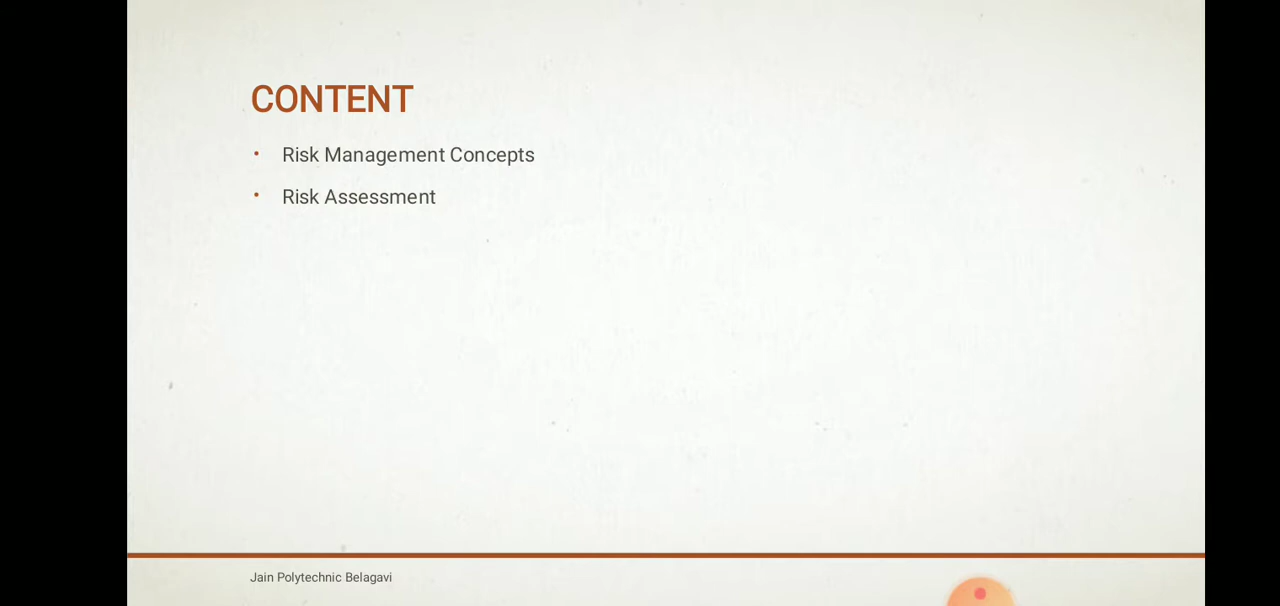 CONTENT
• Risk Management Concepts
• Risk Assessment
Jain Polytechnic Belagavi